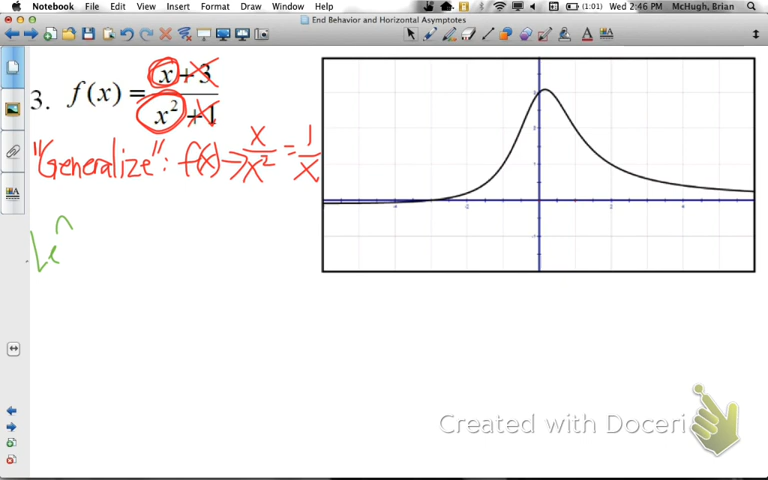 Notebook File Edit View Insert Format Draw Window Help (1:01) Wed 2:46 PM McHugh, Brian
End Behavior and Horizontal Asymptotes
3. f(x) = x + 3 / x² + 1
"Generalize": f(x) → x / x² = 1 / x
Le
Created with Doceri